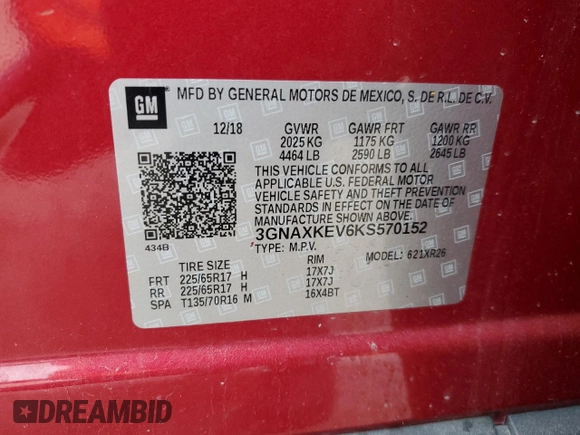 GM
MFD BY GENERAL MOTORS DE MEXICO, S. DE R.L. DE C.V.
12/18 GVWR GAWR FRT GAWR RR
2025 KG 1175 KG 1200 KG
4464 LB 2590 LB 2645 LB
THIS VEHICLE CONFORMS TO ALL
APPLICABLE U.S. FEDERAL MOTOR
VEHICLE SAFETY AND THEFT PREVENTION
STANDARDS IN EFFECT ON THE DATE OF
MANUFACTURE SHOWN ABOVE.
434B 3GNAXKEV6KS570152
TYPE: M.P.V. MODEL: 621XR26
TIRE SIZE RIM
FRT 225/65R17 H 17X7J
RR 225/65R17 H 17X7J
SPA T135/70R16 M 16X4BT
DREAMBID